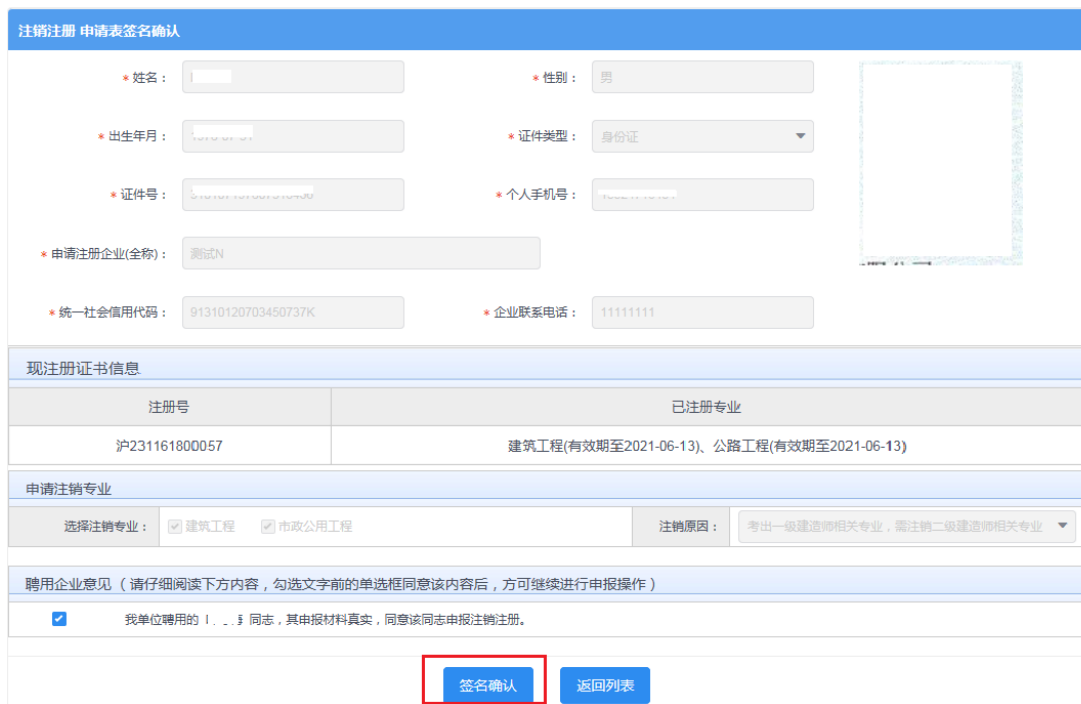 注销注册 申请表签名确认
* 姓名：
* 性别： 男
* 出生年月：
* 证件类型： 身份证
* 证件号：
* 个人手机号：
* 申请注册企业(全称)： 测试N
* 统一社会信用代码： 91310120703450737K
* 企业联系电话： 11111111
现注册证书信息
注册号 已注册专业
沪231161800057 建筑工程(有效期至2021-06-13)、公路工程(有效期至2021-06-13)
申请注销专业
选择注销专业： 建筑工程 市政公用工程 注销原因： 考出一级建造师相关专业，需注销二级建造师相关专业
聘用企业意见（请仔细阅读下方内容，勾选文字前的单选框同意该内容后，方可继续进行申报操作）
我单位聘用的 同志，其申报材料真实，同意该同志申报注销注册。
签名确认 返回列表